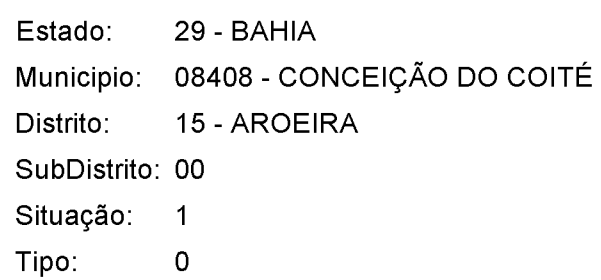 Estado: 29 - BAHIA
Municipio: 08408 - CONCEIÇÃO DO COITÉ
Distrito: 15 - AROEIRA
SubDistrito: 00
Situação: 1
Tipo: 0